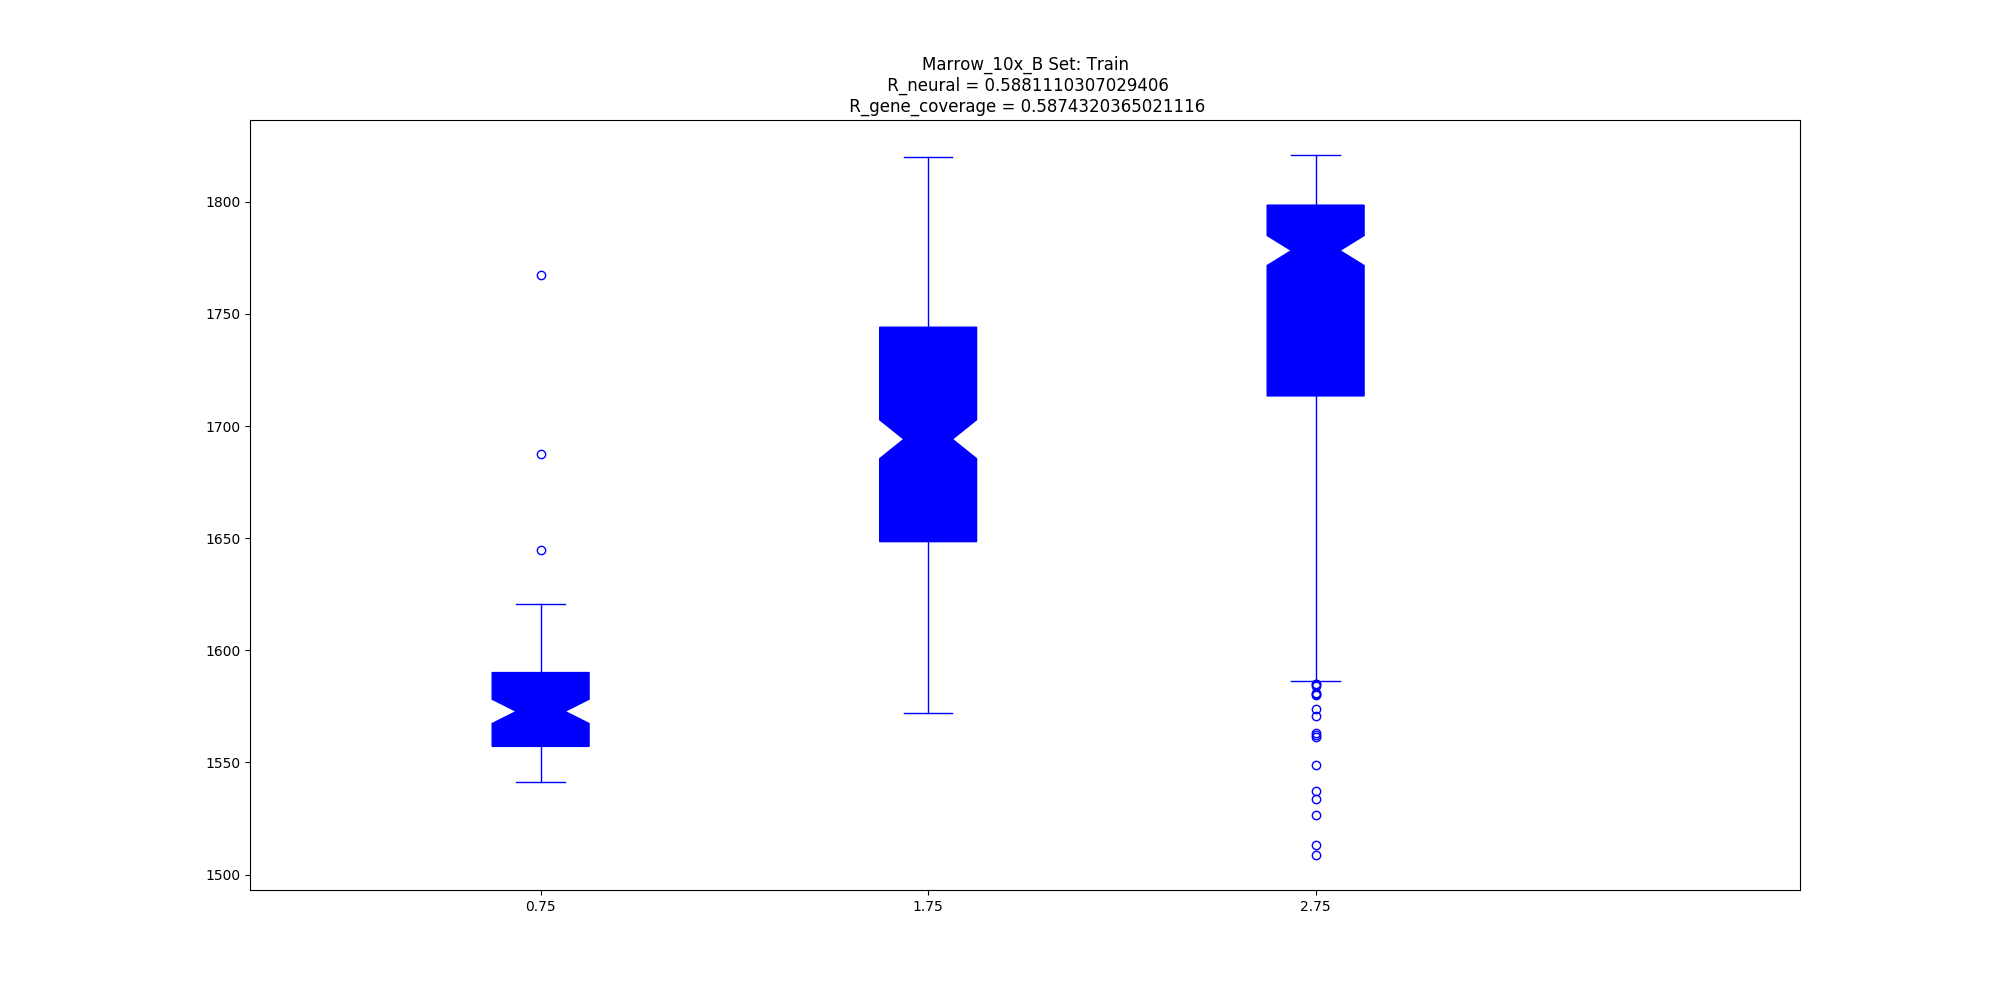 Marrow_10x_B Set: Train
R_neural = 0.5881110307029406
R_gene_coverage = 0.5874320365021116
1800
1750
1700
1650
1600
1550
1500
0.75 1.75 2.75